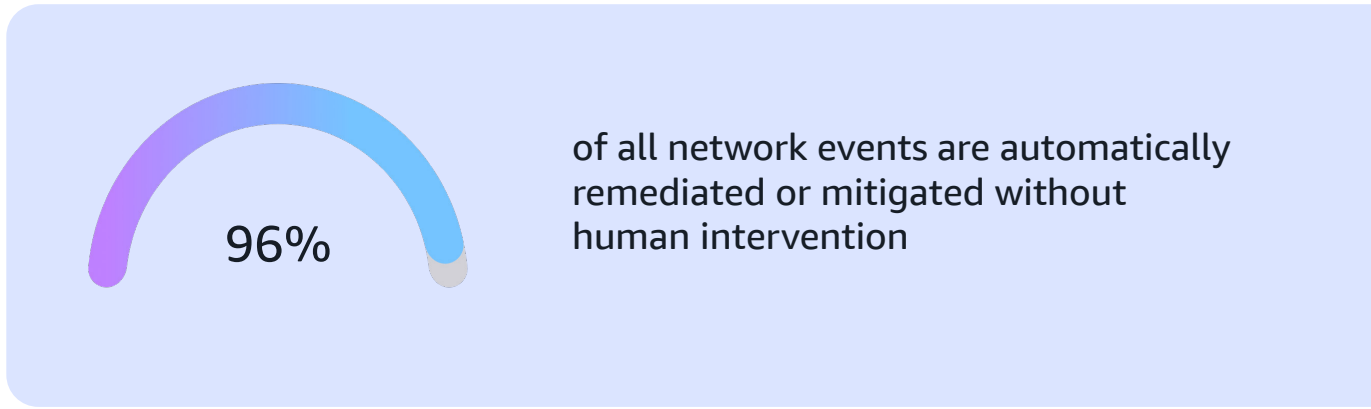 96%
of all network events are automatically
remediated or mitigated without
human intervention